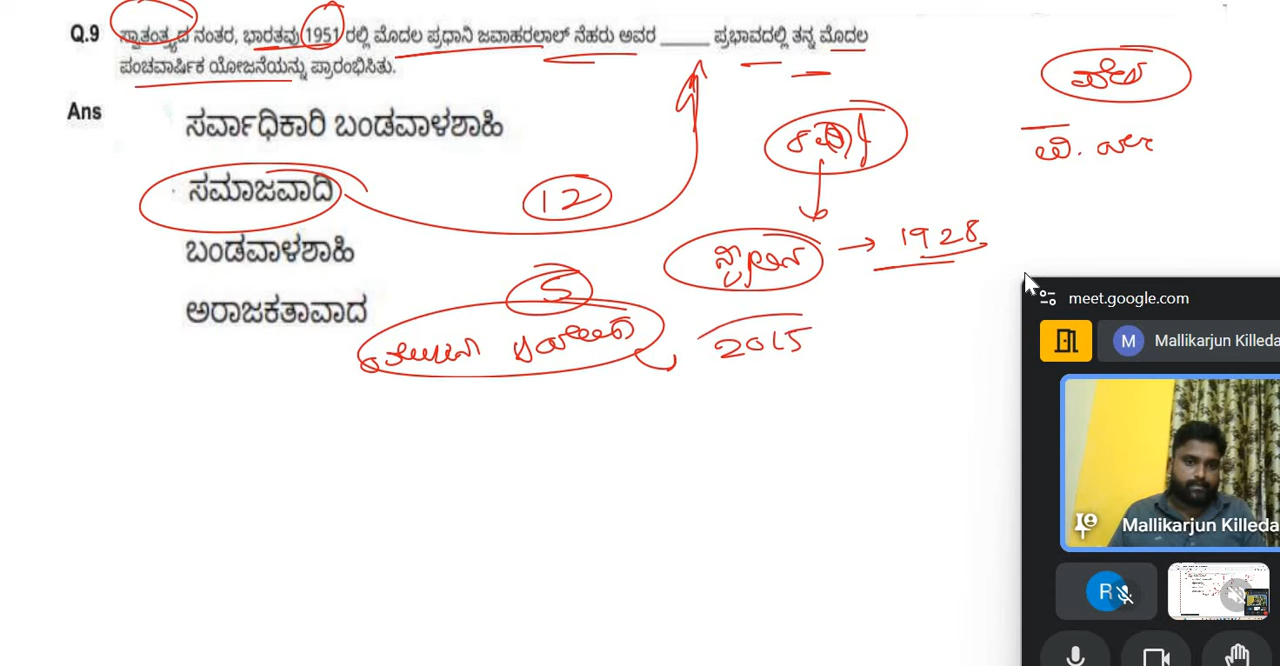 Q.9 ಸ್ವಾತಂತ್ರ್ಯದ ನಂತರ, ಭಾರತವು 1951 ರಲ್ಲಿ ಮೊದಲ ಪ್ರಧಾನಿ ಜವಾಹರಲಾಲ್ ನೆಹರು ಅವರ _____ ಪ್ರಭಾವದಲ್ಲಿ ತನ್ನ ಮೊದಲ
ಪಂಚವಾರ್ಷಿಕ ಯೋಜನೆಯನ್ನು ಪ್ರಾರಂಭಿಸಿತು.
Ans
ಸರ್ವಾಧಿಕಾರಿ ಬಂಡವಾಳಶಾಹಿ
ಸಮಾಜವಾದಿ
12
ಬಂಡವಾಳಶಾಹಿ
1928
5
ಅರಾಜಕತಾವಾದ
2015
meet.google.com
M Mallikarjun Killeda
Mallikarjun Killeda
R